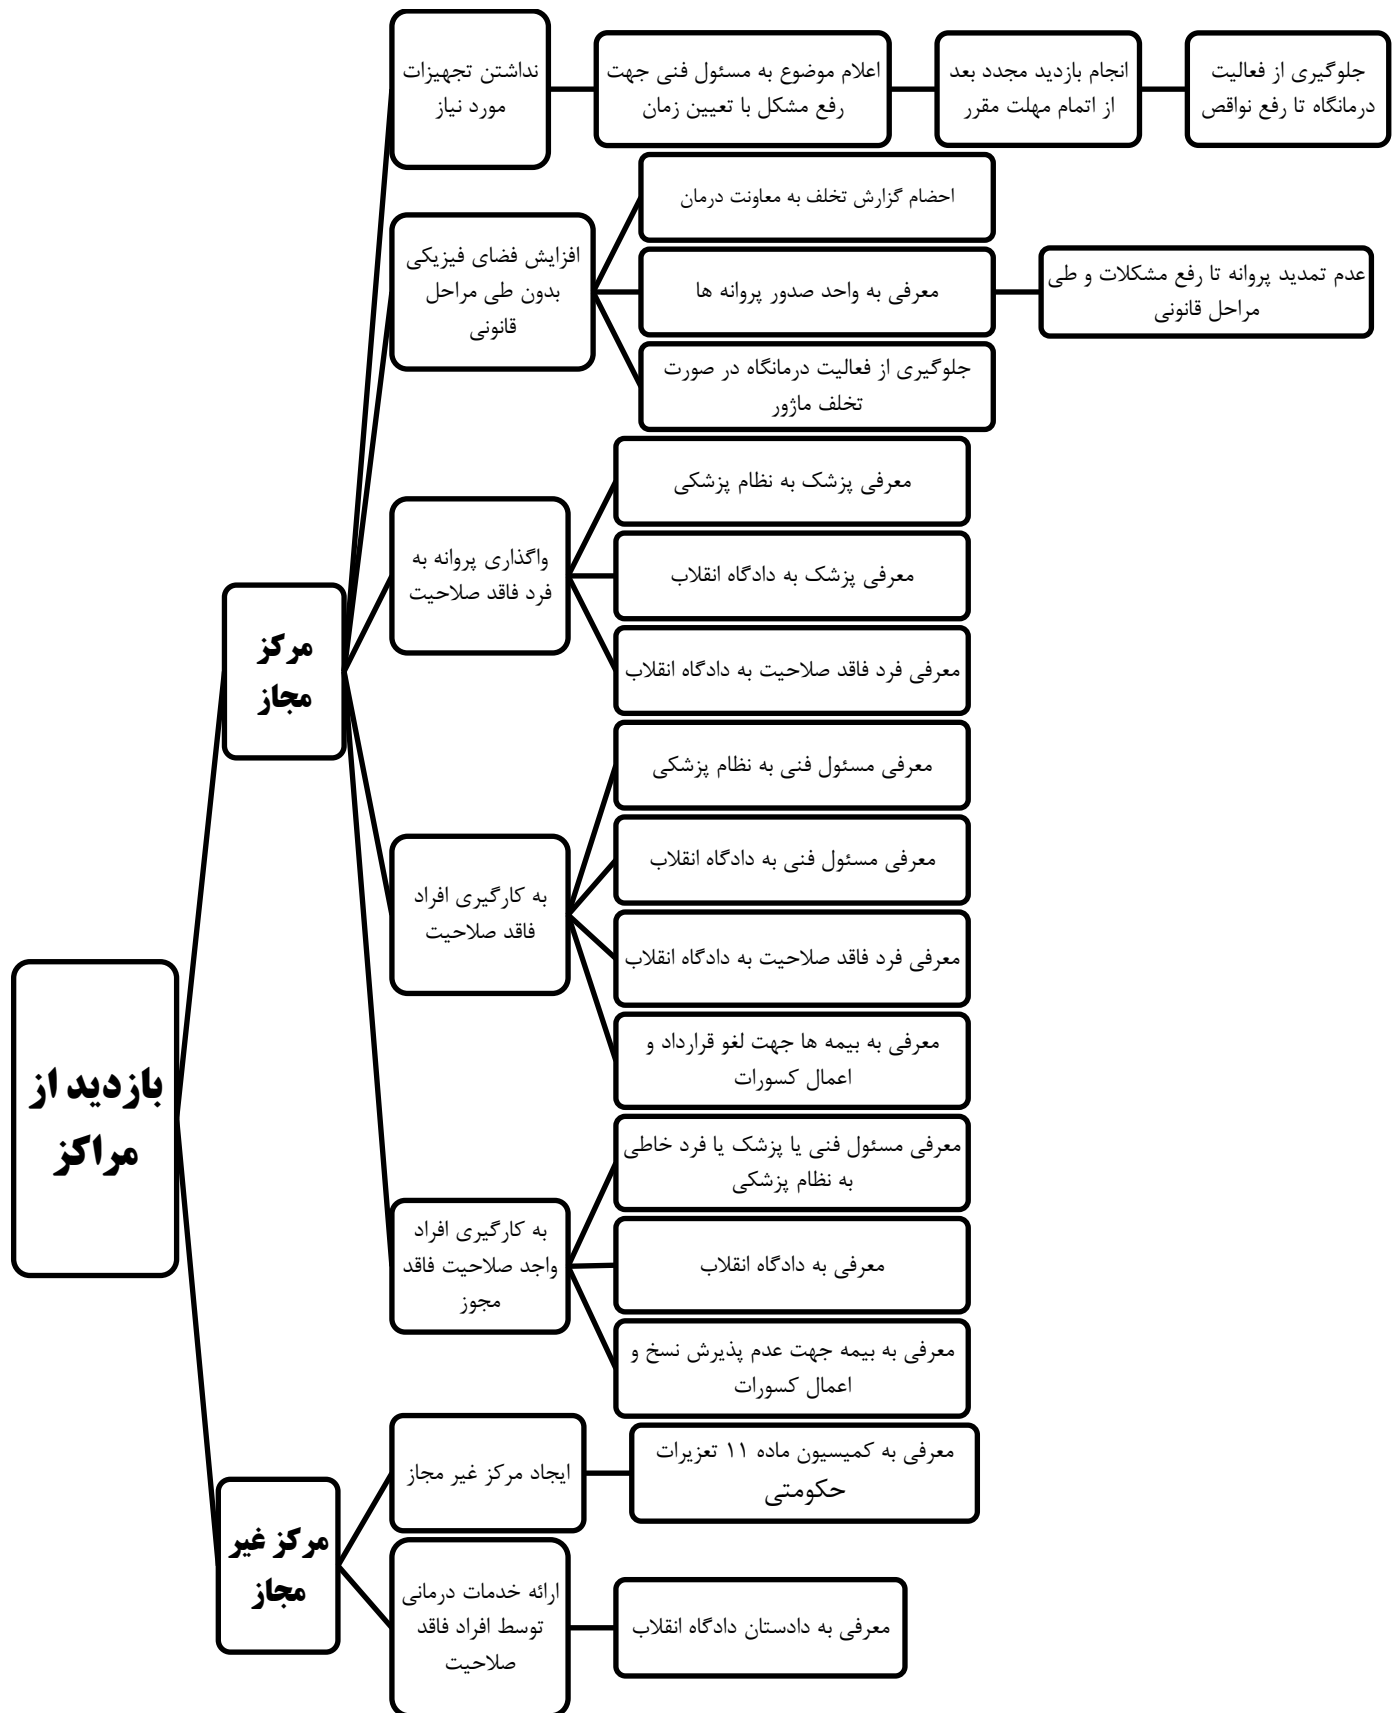 بازدید از
مراکز
مرکز
مجاز
نداشتن تجهیزات
مورد نیاز
اعلام موضوع به مسئول فنی جهت
رفع مشکل با تعیین زمان
انجام بازدید مجدد بعد
از اتمام مهلت مقرر
جلوگیری از فعالیت
درمانگاه تا رفع نواقص
افزایش فضای فیزیکی
بدون طی مراحل
قانونی
احضام گزارش تخلف به معاونت درمان
معرفی به واحد صدور پروانه ها
عدم تمدید پروانه تا رفع مشکلات و طی
مراحل قانونی
جلوگیری از فعالیت درمانگاه در صورت
تخلف ماژور
واگذاری پروانه به
فرد فاقد صلاحیت
معرفی پزشک به نظام پزشکی
معرفی پزشک به دادگاه انقلاب
معرفی فرد فاقد صلاحیت به دادگاه انقلاب
به کارگیری افراد
فاقد صلاحیت
معرفی مسئول فنی به نظام پزشکی
معرفی مسئول فنی به دادگاه انقلاب
معرفی فرد فاقد صلاحیت به دادگاه انقلاب
معرفی به بیمه ها جهت لغو قرارداد و
اعمال کسورات
به کارگیری افراد
واجد صلاحیت فاقد
مجوز
معرفی مسئول فنی یا پزشک یا فرد خاطی
به نظام پزشکی
معرفی به دادگاه انقلاب
معرفی به بیمه جهت عدم پذیرش نسخ و
اعمال کسورات
مرکز غیر
مجاز
ایجاد مرکز غیر مجاز
معرفی به کمیسیون ماده ۱۱ تعزیرات
حکومتی
ارائه خدمات درمانی
توسط افراد فاقد
صلاحیت
معرفی به دادستان دادگاه انقلاب